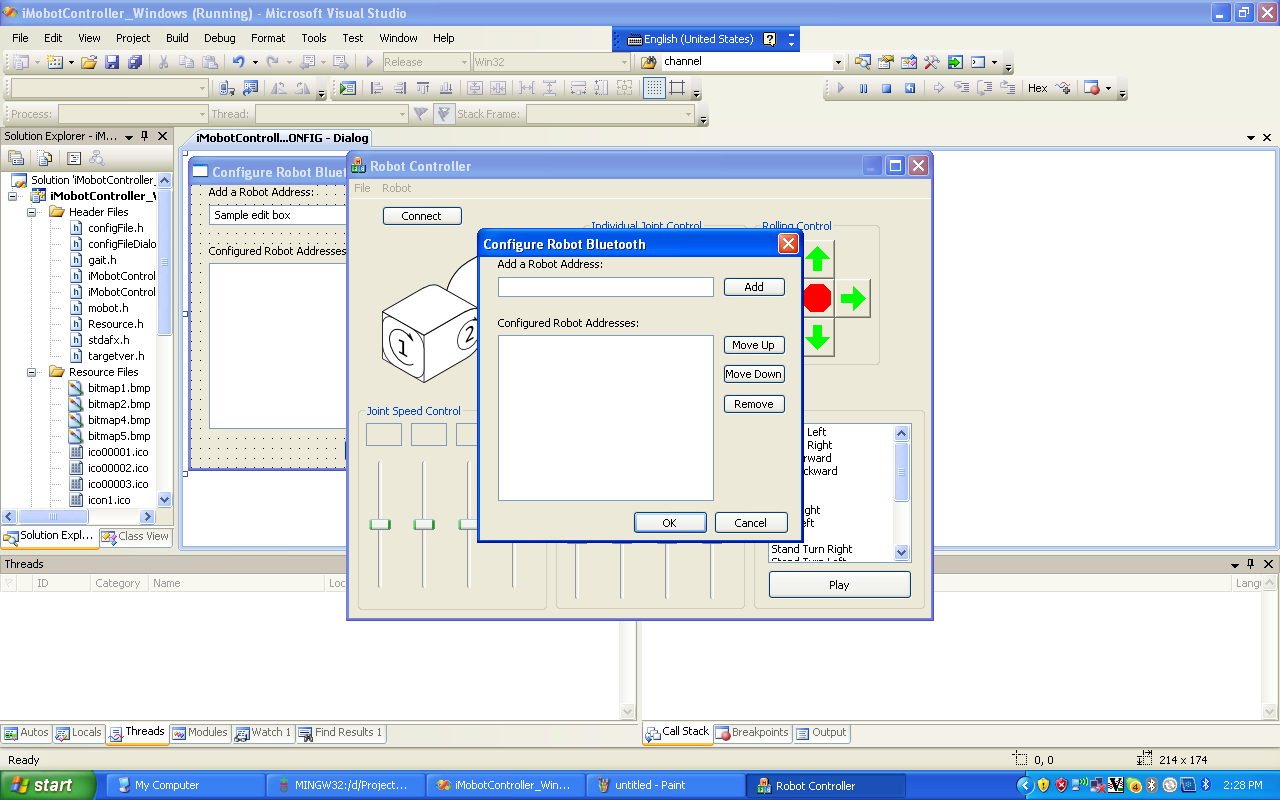 iMobotController_Windows (Running) - Microsoft Visual Studio
File Edit View Project Build Debug Format Tools Test Window Help
English (United States)
Release Win32 channel
Hex
Process: Thread: Stack Frame:
Solution Explorer - iM...
iMobotControll...ONFIG - Dialog
Solution 'iMobotController_
iMobotController_
Header Files
configFile.h
configFileDialo
gait.h
iMobotControl
iMobotControl
mobot.h
Resource.h
stdafx.h
targetver.h
Resource Files
bitmap1.bmp
bitmap2.bmp
bitmap4.bmp
bitmap5.bmp
ico00001.ico
ico00002.ico
ico00003.ico
icon1.ico
Solution Expl... Class View
Configure Robot Bluet
Add a Robot Address:
Sample edit box
Configured Robot Addresses
Robot Controller
File Robot
Connect
Individual Joint Control
Rolling Control
1
2
Joint Speed Control
Configure Robot Bluetooth
Add a Robot Address:
Add
Configured Robot Addresses:
Move Up
Move Down
Remove
OK Cancel
Left
Right
rward
ckward
ght
eft
Stand Turn Right
Stand Turn Left
Play
Threads
ID Category Name Loc
Langu
Autos Locals Threads Modules Watch 1 Find Results 1
Call Stack Breakpoints Output
Ready 0, 0 214 x 174
start My Computer MINGW32:/d/Project... iMobotController_Win... untitled - Paint Robot Controller 2:28 PM